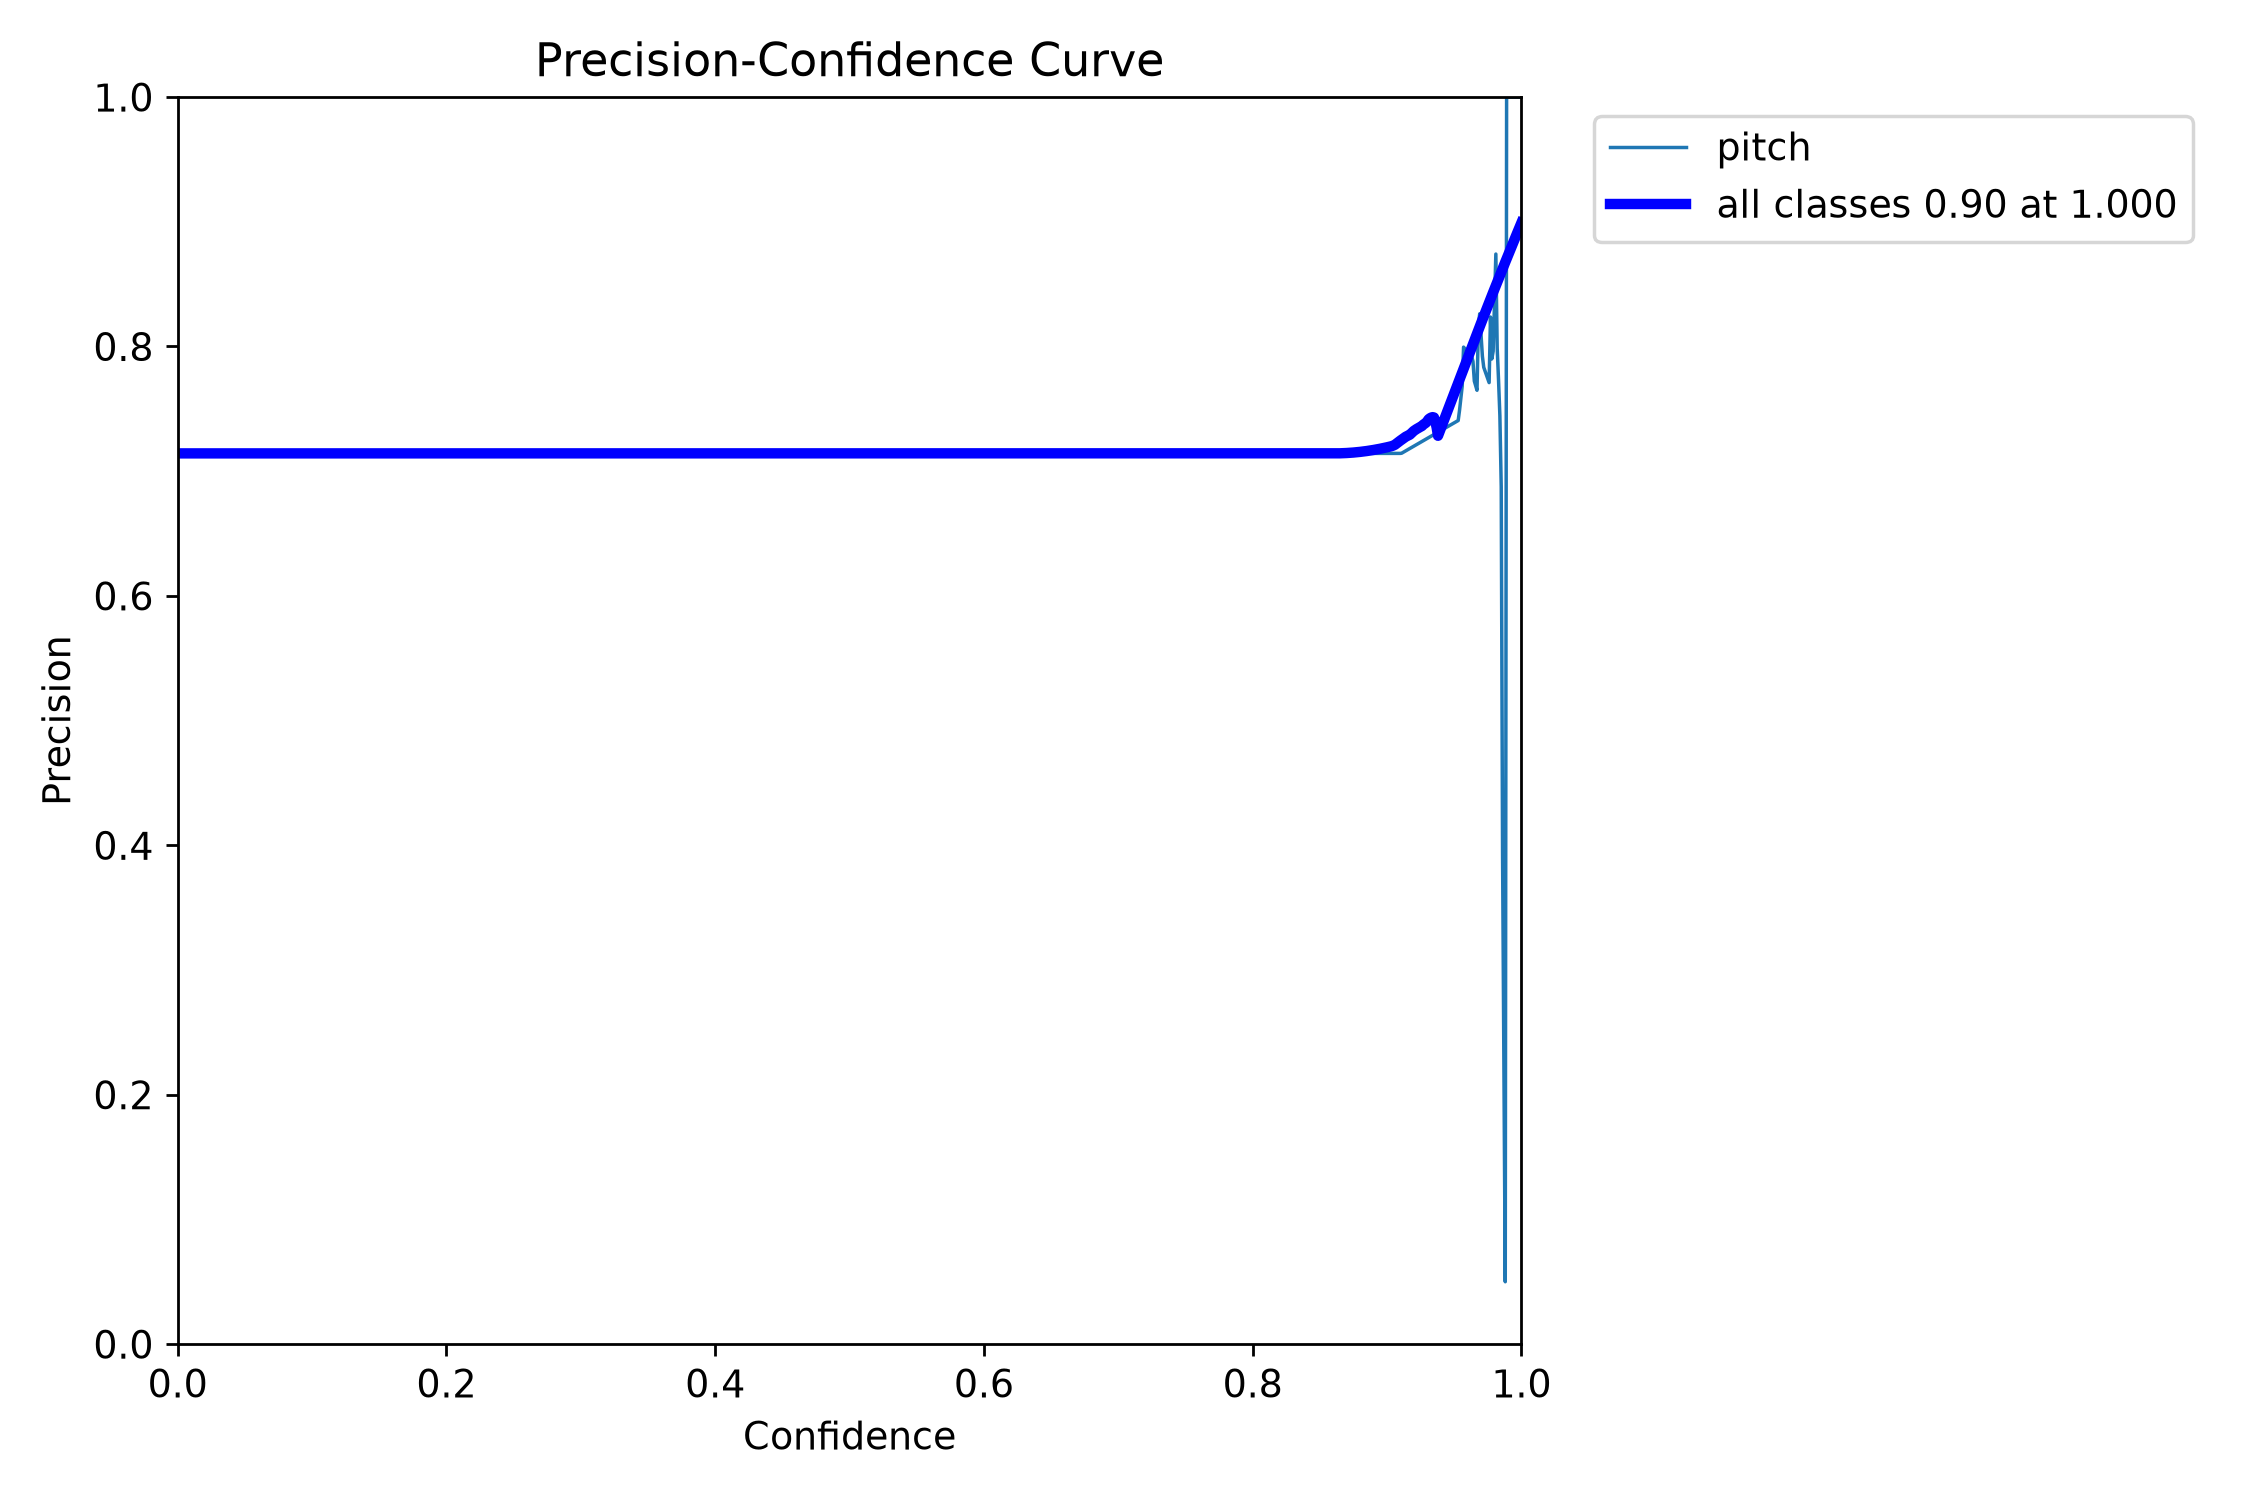 Precision-Confidence Curve
1.0
0.8
0.6
0.4
0.2
0.0
Precision
0.0 0.2 0.4 0.6 0.8 1.0
Confidence
pitch
all classes 0.90 at 1.000